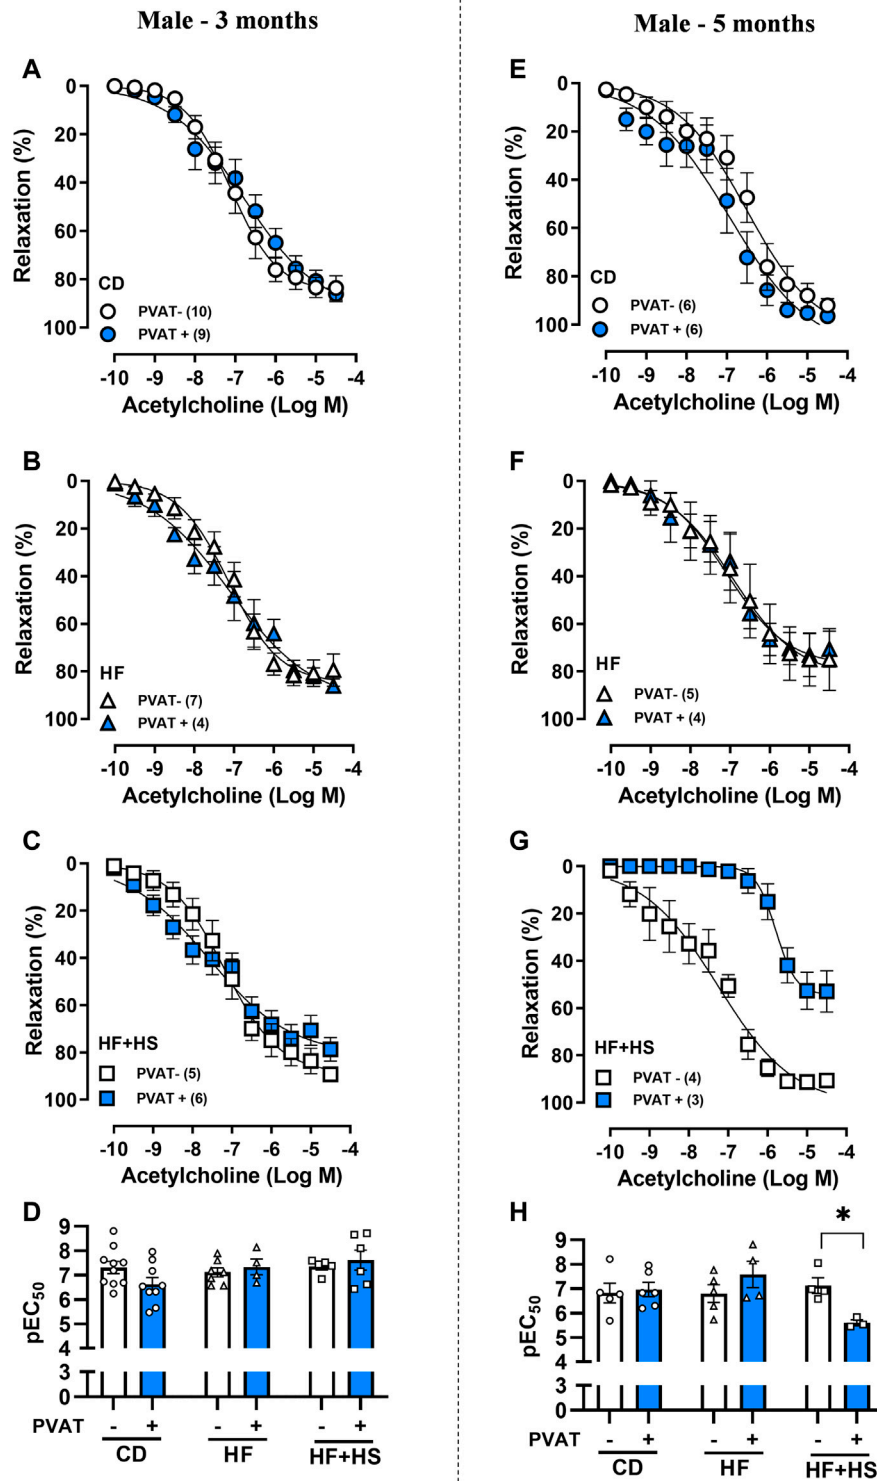 Male - 3 months
A
0
20
40
60
80
100
Relaxation (%)
CD
PVAT- (10)
PVAT + (9)
-10 -9 -8 -7 -6 -5 -4
Acetylcholine (Log M)
B
0
20
40
60
80
100
Relaxation (%)
HF
PVAT- (7)
PVAT + (4)
-10 -9 -8 -7 -6 -5 -4
Acetylcholine (Log M)
C
0
20
40
60
80
100
Relaxation (%)
HF+HS
PVAT- (5)
PVAT + (6)
-10 -9 -8 -7 -6 -5 -4
Acetylcholine (Log M)
D
9
8
7
6
5
4
3
2
0
pEC50
PVAT - + - + - +
CD HF HF+HS
Male - 5 months
E
0
20
40
60
80
100
Relaxation (%)
CD
PVAT- (6)
PVAT + (6)
-10 -9 -8 -7 -6 -5 -4
Acetylcholine (Log M)
F
0
20
40
60
80
100
Relaxation (%)
HF
PVAT- (5)
PVAT + (4)
-10 -9 -8 -7 -6 -5 -4
Acetylcholine (Log M)
G
0
20
40
60
80
100
Relaxation (%)
HF+HS
PVAT - (4)
PVAT + (3)
-10 -9 -8 -7 -6 -5 -4
Acetylcholine (Log M)
H
9
8
7
6
5
4
3
2
0
pEC50
*
PVAT - + - + - +
CD HF HF+HS